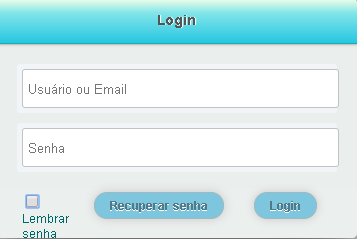 Login
Usuário ou Email
Senha
Recuperar senha Login
Lembrar
senha